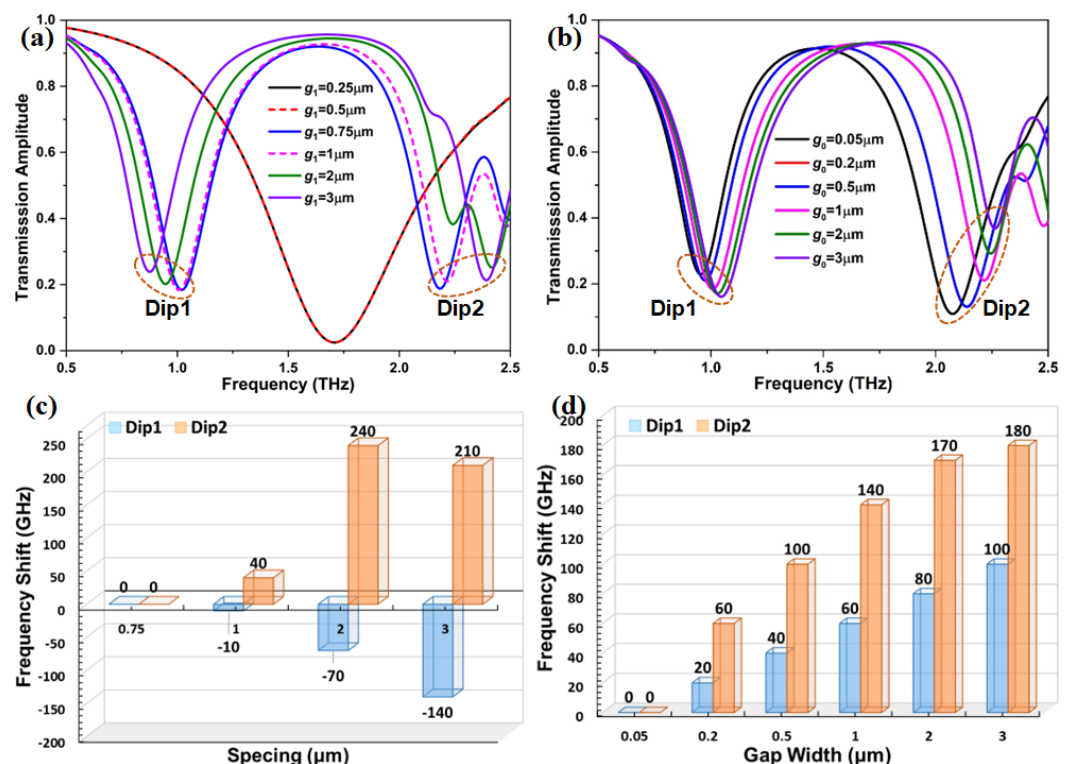 (a)
Transmission Amplitude
1.0
0.8
0.6
0.4
0.2
0.0
g1=0.25μm
g1=0.5μm
g1=0.75μm
g1=1μm
g1=2μm
g1=3μm
Dip1
Dip2
0.5 1.0 1.5 2.0 2.5
Frequency (THz)
(b)
Transmission Amplitude
1.0
0.8
0.6
0.4
0.2
0.0
g0=0.05μm
g0=0.2μm
g0=0.5μm
g0=1μm
g0=2μm
g0=3μm
Dip1
Dip2
0.5 1.0 1.5 2.0 2.5
Frequency (THz)
(c)
Dip1 Dip2
Frequency Shift (GHz)
250
200
150
100
50
0
-50
-100
-150
-200
0 0
40
240
210
0.75 1 2 3
-10
-70
-140
Specing (μm)
(d)
Dip1 Dip2
Frequency Shift (GHz)
200
180
160
140
120
100
80
60
40
20
0
0 0
20 60
40 100
60 140
80 170
100 180
0.05 0.2 0.5 1 2 3
Gap Width (μm)